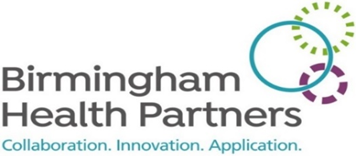 Birmingham
Health Partners
Collaboration. Innovation. Application.